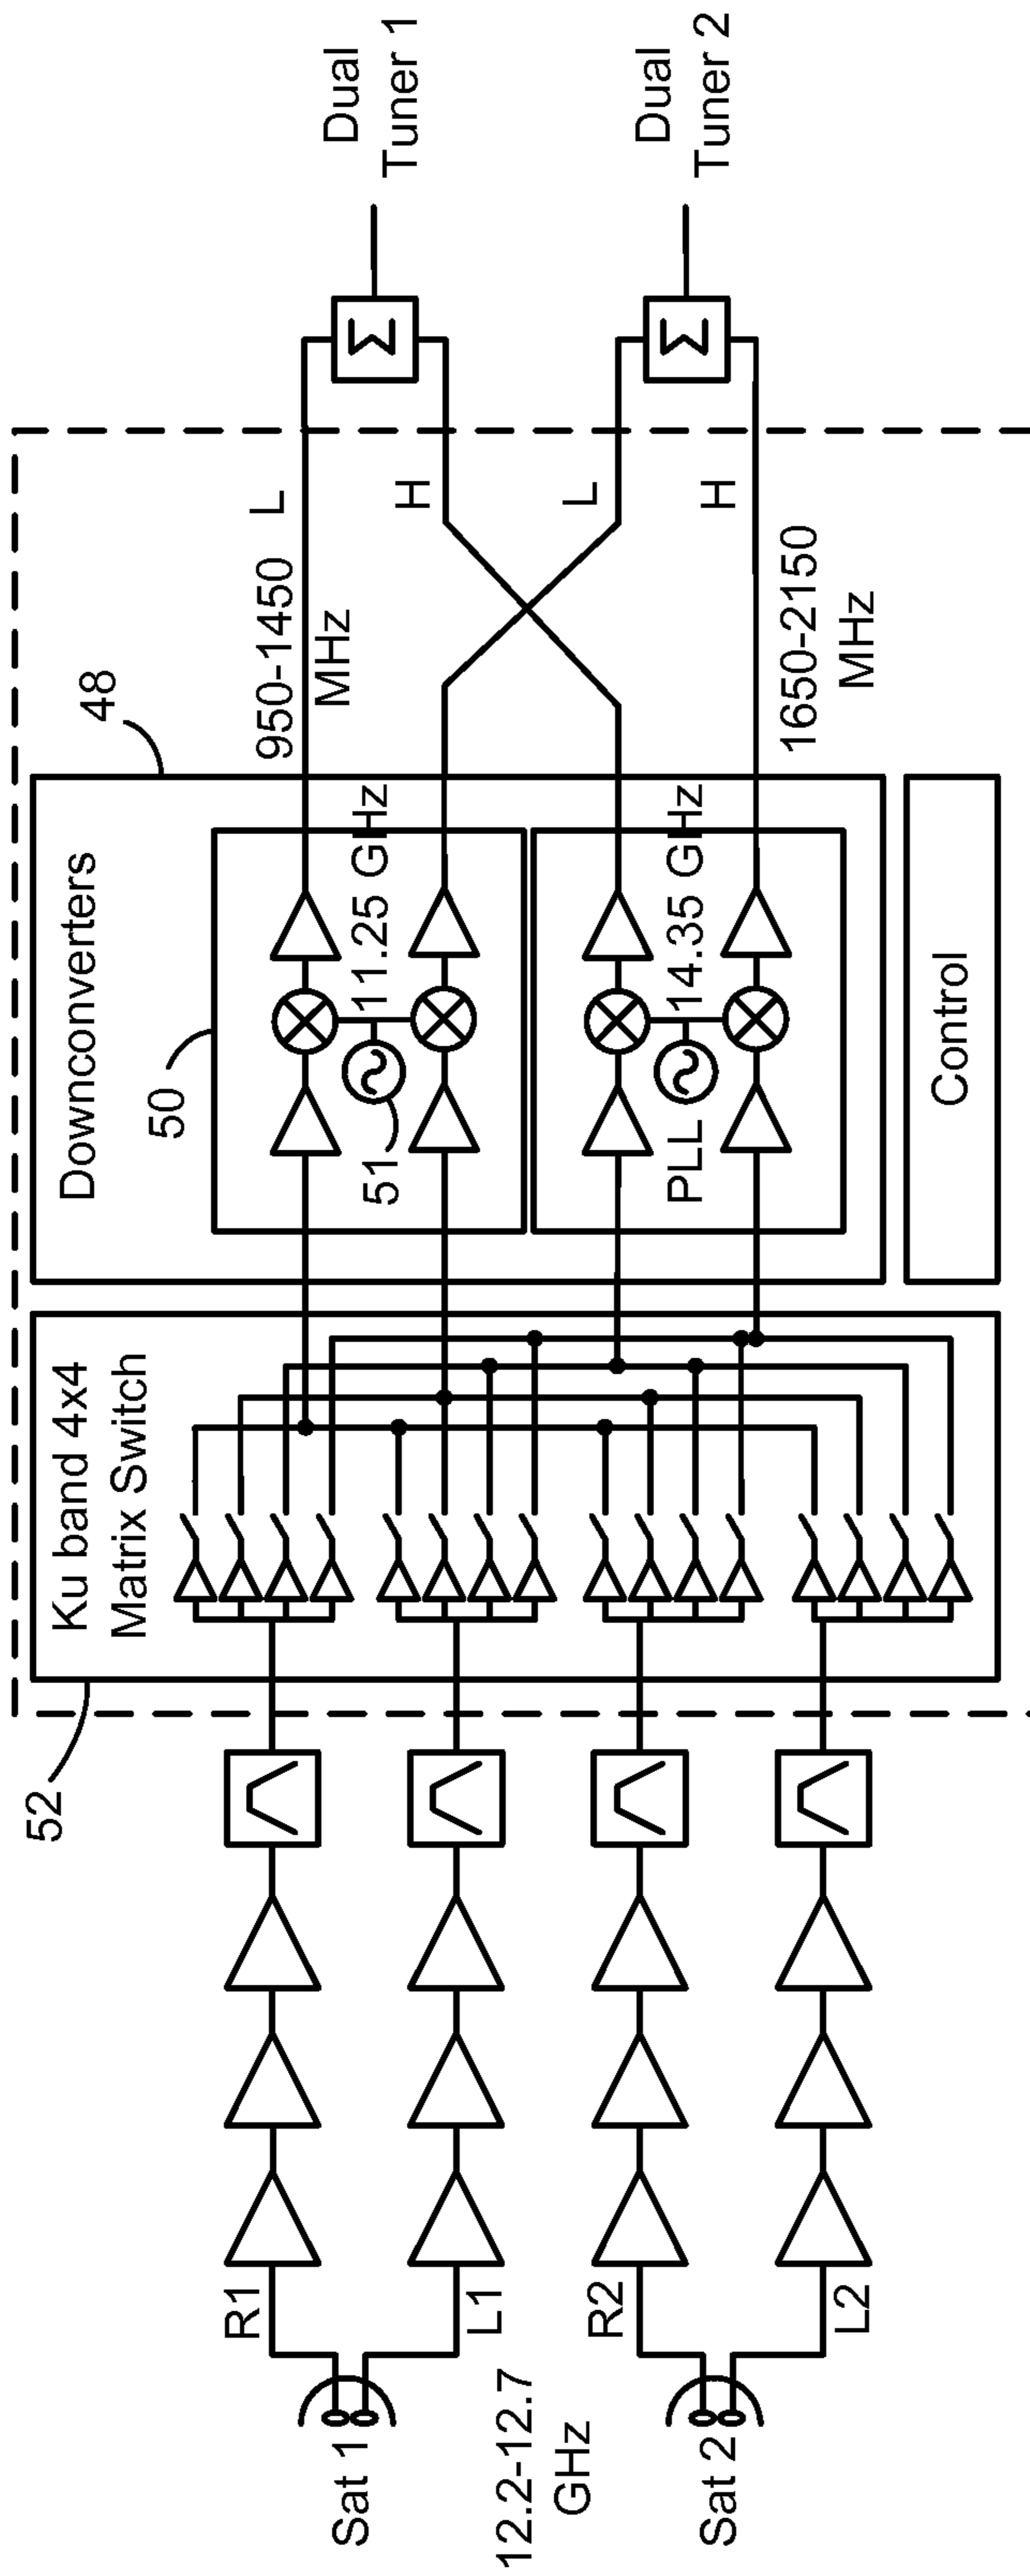 Sat 1
R1
L1
12.2-12.7
GHz
Sat 2
R2
L2
52
Ku band 4x4
Matrix Switch
48
Downconverters
50
51
11.25 GHz
PLL
14.35 GHz
Control
950-1450
MHz
L
H
L
H
1650-2150
MHz
Σ
Σ
Dual
Tuner 1
Dual
Tuner 2